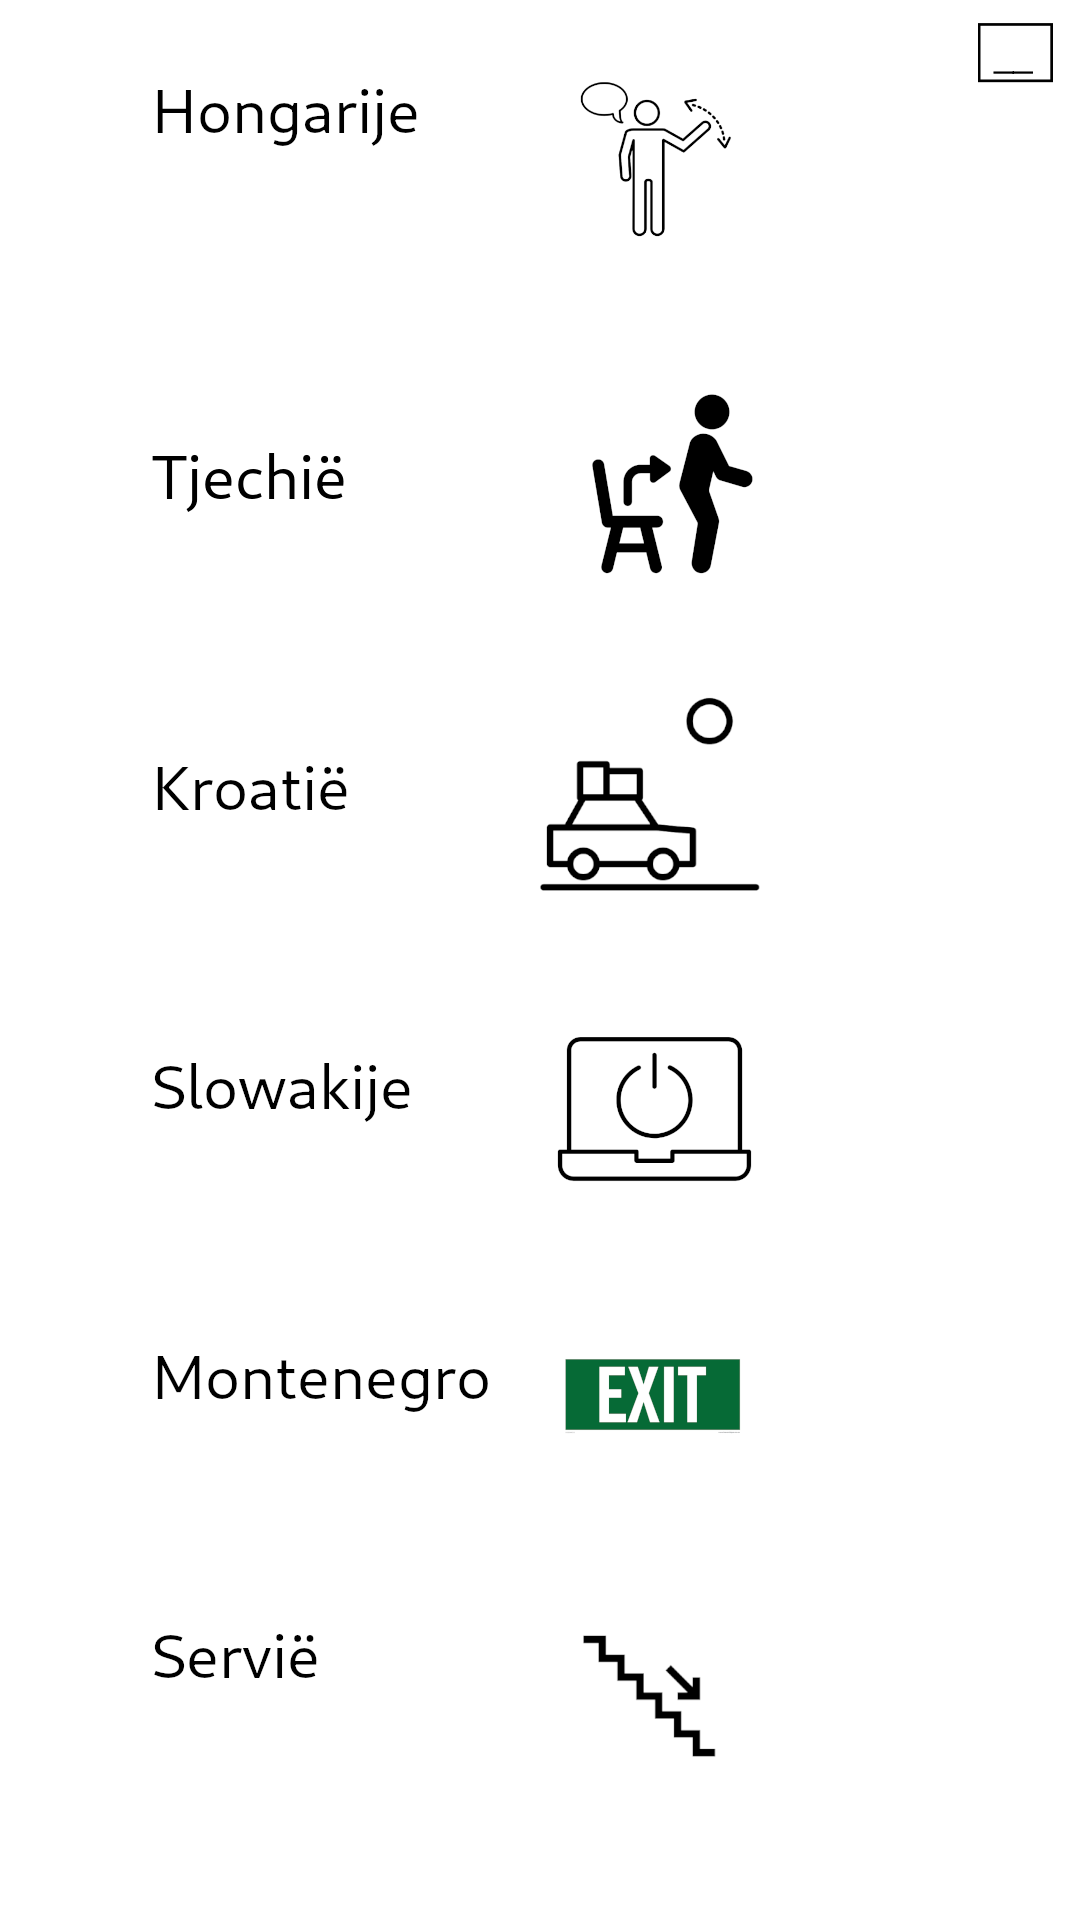 Hongarije
Tjechië
Kroatië
Slowakije
Montenegro
EXIT
Servië